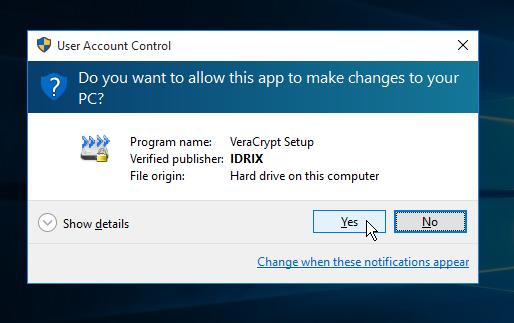 User Account Control
Do you want to allow this app to make changes to your
PC?
Program name: VeraCrypt Setup
Verified publisher: IDRIX
File origin: Hard drive on this computer
Show details
Yes
No
Change when these notifications appear